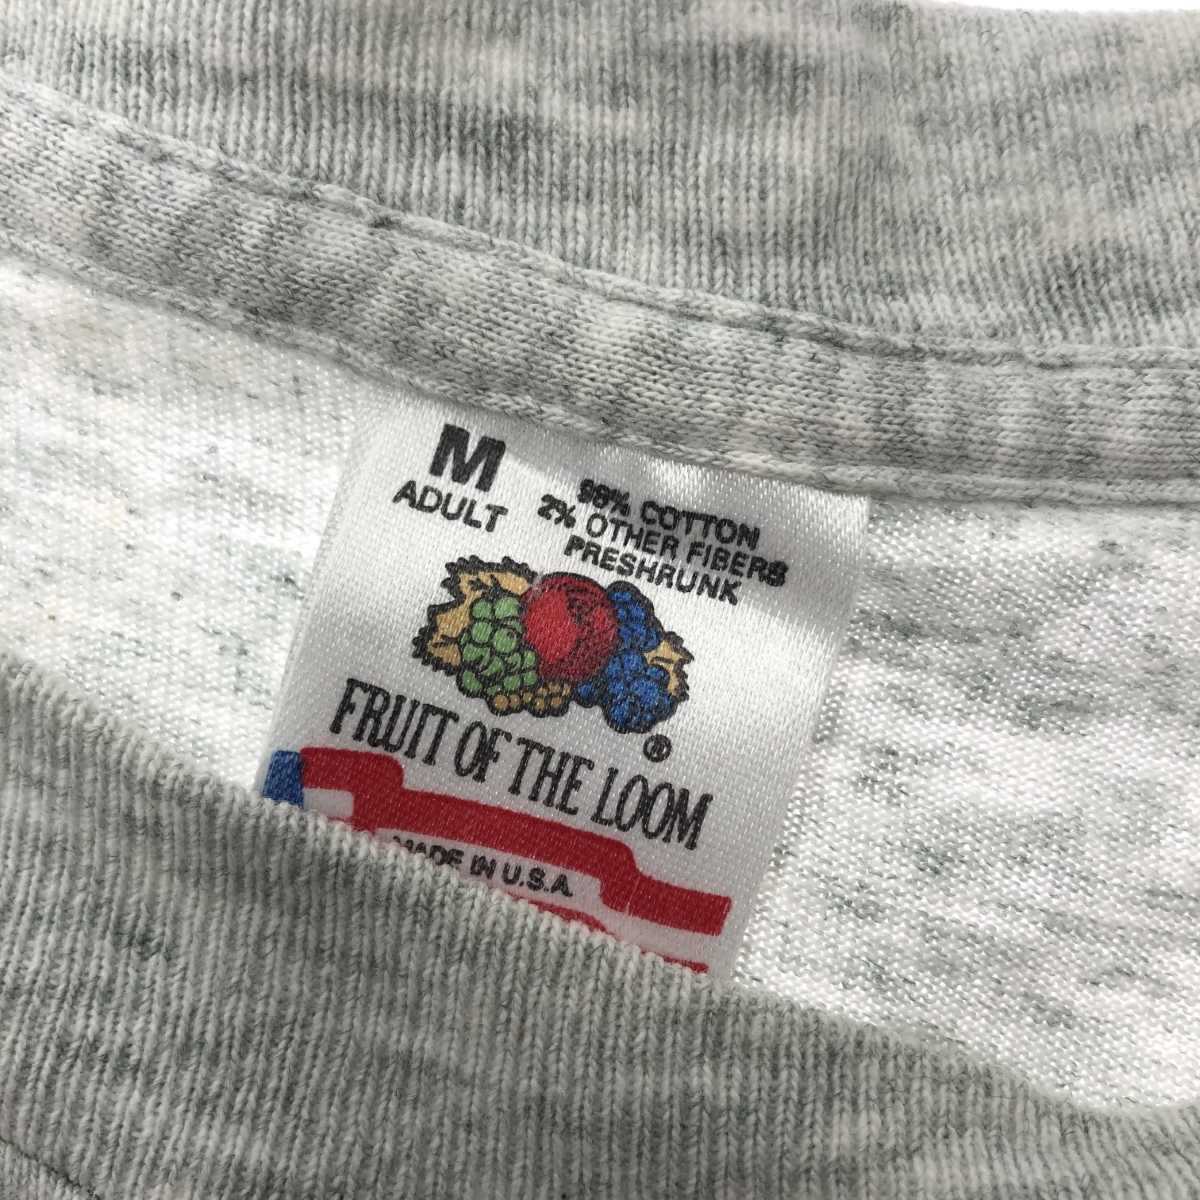 M
ADULT
98% COTTON
2% OTHER FIBERS
PRESHRUNK
®
FRUIT OF THE LOOM
MADE IN U.S.A.